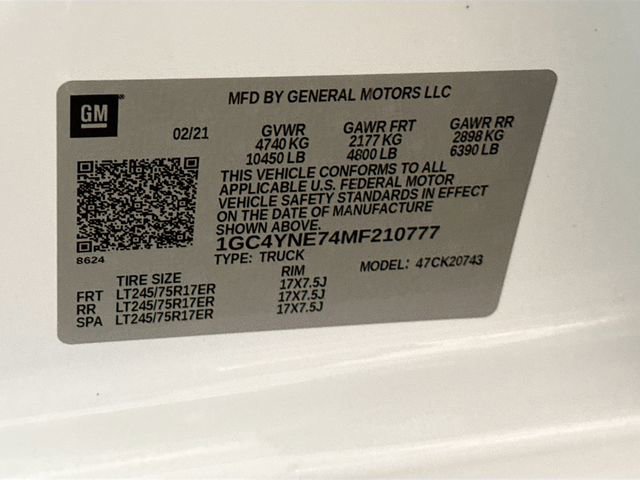 GM
MFD BY GENERAL MOTORS LLC
02/21 GVWR GAWR FRT GAWR RR
4740 KG 2177 KG 2898 KG
10450 LB 4800 LB 6390 LB
THIS VEHICLE CONFORMS TO ALL
APPLICABLE U.S. FEDERAL MOTOR
VEHICLE SAFETY STANDARDS IN EFFECT
ON THE DATE OF MANUFACTURE
SHOWN ABOVE.
1GC4YNE74MF210777
8624
TYPE: TRUCK MODEL: 47CK20743
TIRE SIZE RIM
FRT LT245/75R17ER 17X7.5J
RR LT245/75R17ER 17X7.5J
SPA LT245/75R17ER 17X7.5J